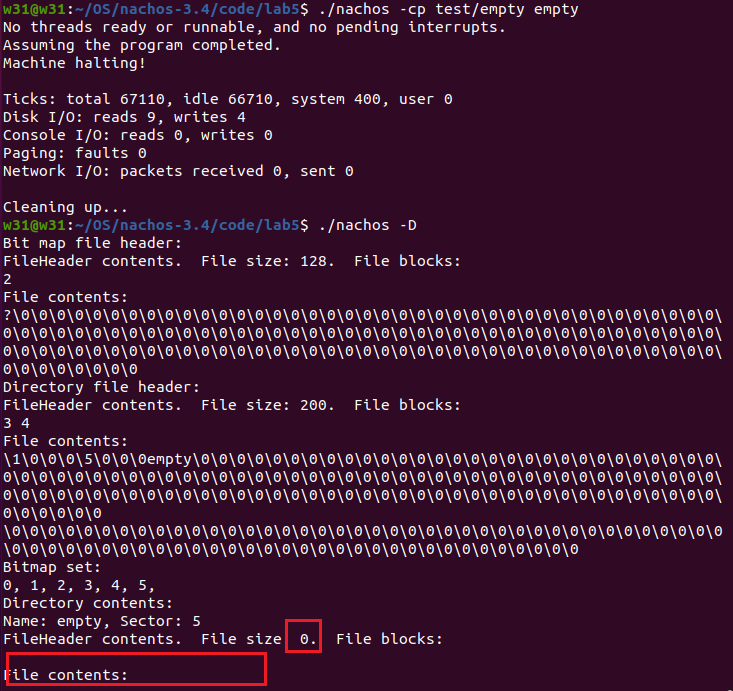 w31@w31:~/OS/nachos-3.4/code/lab5$ ./nachos -cp test/empty empty
No threads ready or runnable, and no pending interrupts.
Assuming the program completed.
Machine halting!
Ticks: total 67110, idle 66710, system 400, user 0
Disk I/O: reads 9, writes 4
Console I/O: reads 0, writes 0
Paging: faults 0
Network I/O: packets received 0, sent 0
Cleaning up...
w31@w31:~/OS/nachos-3.4/code/lab5$ ./nachos -D
Bit map file header:
FileHeader contents.  File size: 128.  File blocks:
2
File contents:
?\0\0\0\0\0\0\0\0\0\0\0\0\0\0\0\0\0\0\0\0\0\0\0\0\0\0\0\0\0\0\0\0\0\0\0\0\0\0\0\
0\0\0\0\0\0\0\0\0\0\0\0\0\0\0\0\0\0\0\0\0\0\0\0\0\0\0\0\0\0\0\0\0\0\0\0\0\0\0\0\
0\0\0\0\0\0\0\0\0\0\0\0\0\0\0\0\0\0\0\0\0\0\0\0\0\0\0\0\0\0\0\0\0\0\0\0\0\0\0\0\
0\0\0\0\0\0\0\0
Directory file header:
FileHeader contents.  File size: 200.  File blocks:
3 4
File contents:
\1\0\0\0\5\0\0\0empty\0\0\0\0\0\0\0\0\0\0\0\0\0\0\0\0\0\0\0\0\0\0\0\0\0\0\0\0\0\
0\0\0\0\0\0\0\0\0\0\0\0\0\0\0\0\0\0\0\0\0\0\0\0\0\0\0\0\0\0\0\0\0\0\0\0\0\0\0\0\
0\0\0\0\0\0\0\0\0\0\0\0\0\0\0\0\0\0\0\0\0\0\0\0\0\0\0\0\0\0\0\0\0\0\0\0\0\0\0\0\
0\0\0\0\0\0
\0\0\0\0\0\0\0\0\0\0\0\0\0\0\0\0\0\0\0\0\0\0\0\0\0\0\0\0\0\0\0\0\0\0\0\0\0\0\0\0
\0\0\0\0\0\0\0\0\0\0\0\0\0\0\0\0\0\0\0\0\0\0\0\0\0\0\0\0\0\0\0\0
Bitmap set:
0, 1, 2, 3, 4, 5,
Directory contents:
Name: empty, Sector: 5
FileHeader contents.  File size 0.  File blocks:
File contents: